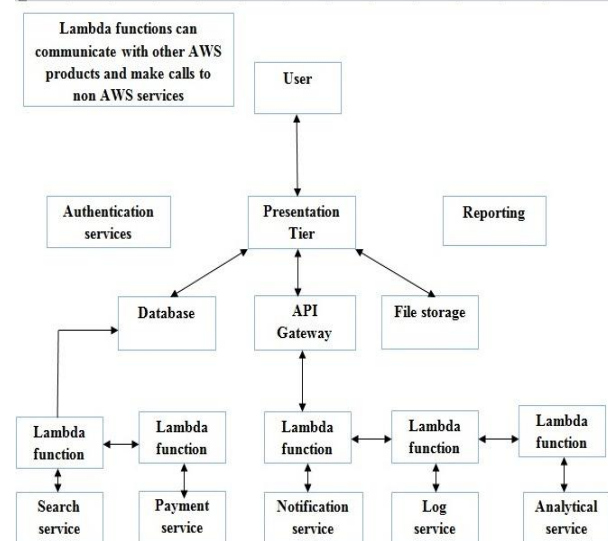 Lambda functions can
communicate with other AWS
products and make calls to
non AWS services
User
Authentication
services
Presentation
Tier
Reporting
Database
API
Gateway
File storage
Lambda
function
Lambda
function
Lambda
function
Lambda
function
Lambda
function
Search
service
Payment
service
Notification
service
Log
service
Analytical
service